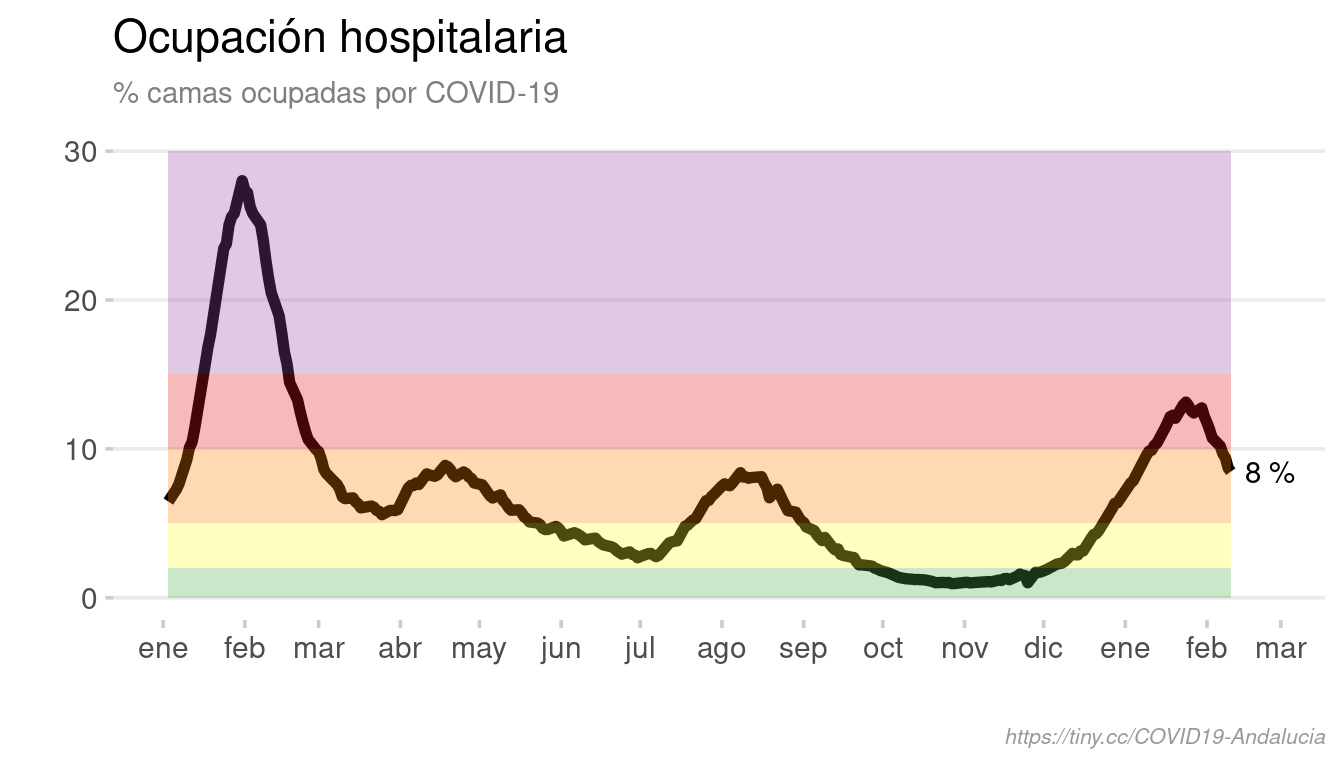 Ocupación hospitalaria
% camas ocupadas por COVID-19
30
20
10
0
8 %
ene feb mar abr may jun jul ago sep oct nov dic ene feb mar
https://tiny.cc/COVID19-Andalucia